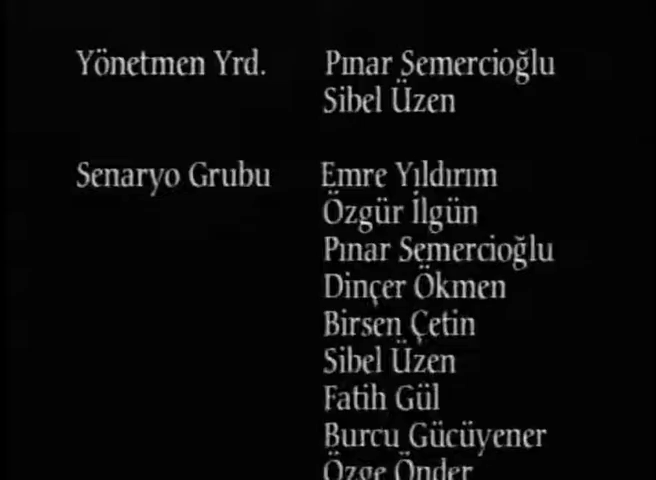 Yönetmen Yrd. Pınar Semercioğlu
Sibel Üzen
Senaryo Grubu Emre Yıldırım
Özgür İlgün
Pınar Semercioğlu
Dinçer Ökmen
Birsen Çetin
Sibel Üzen
Fatih Gül
Burcu Gücüyener
Özge Önder